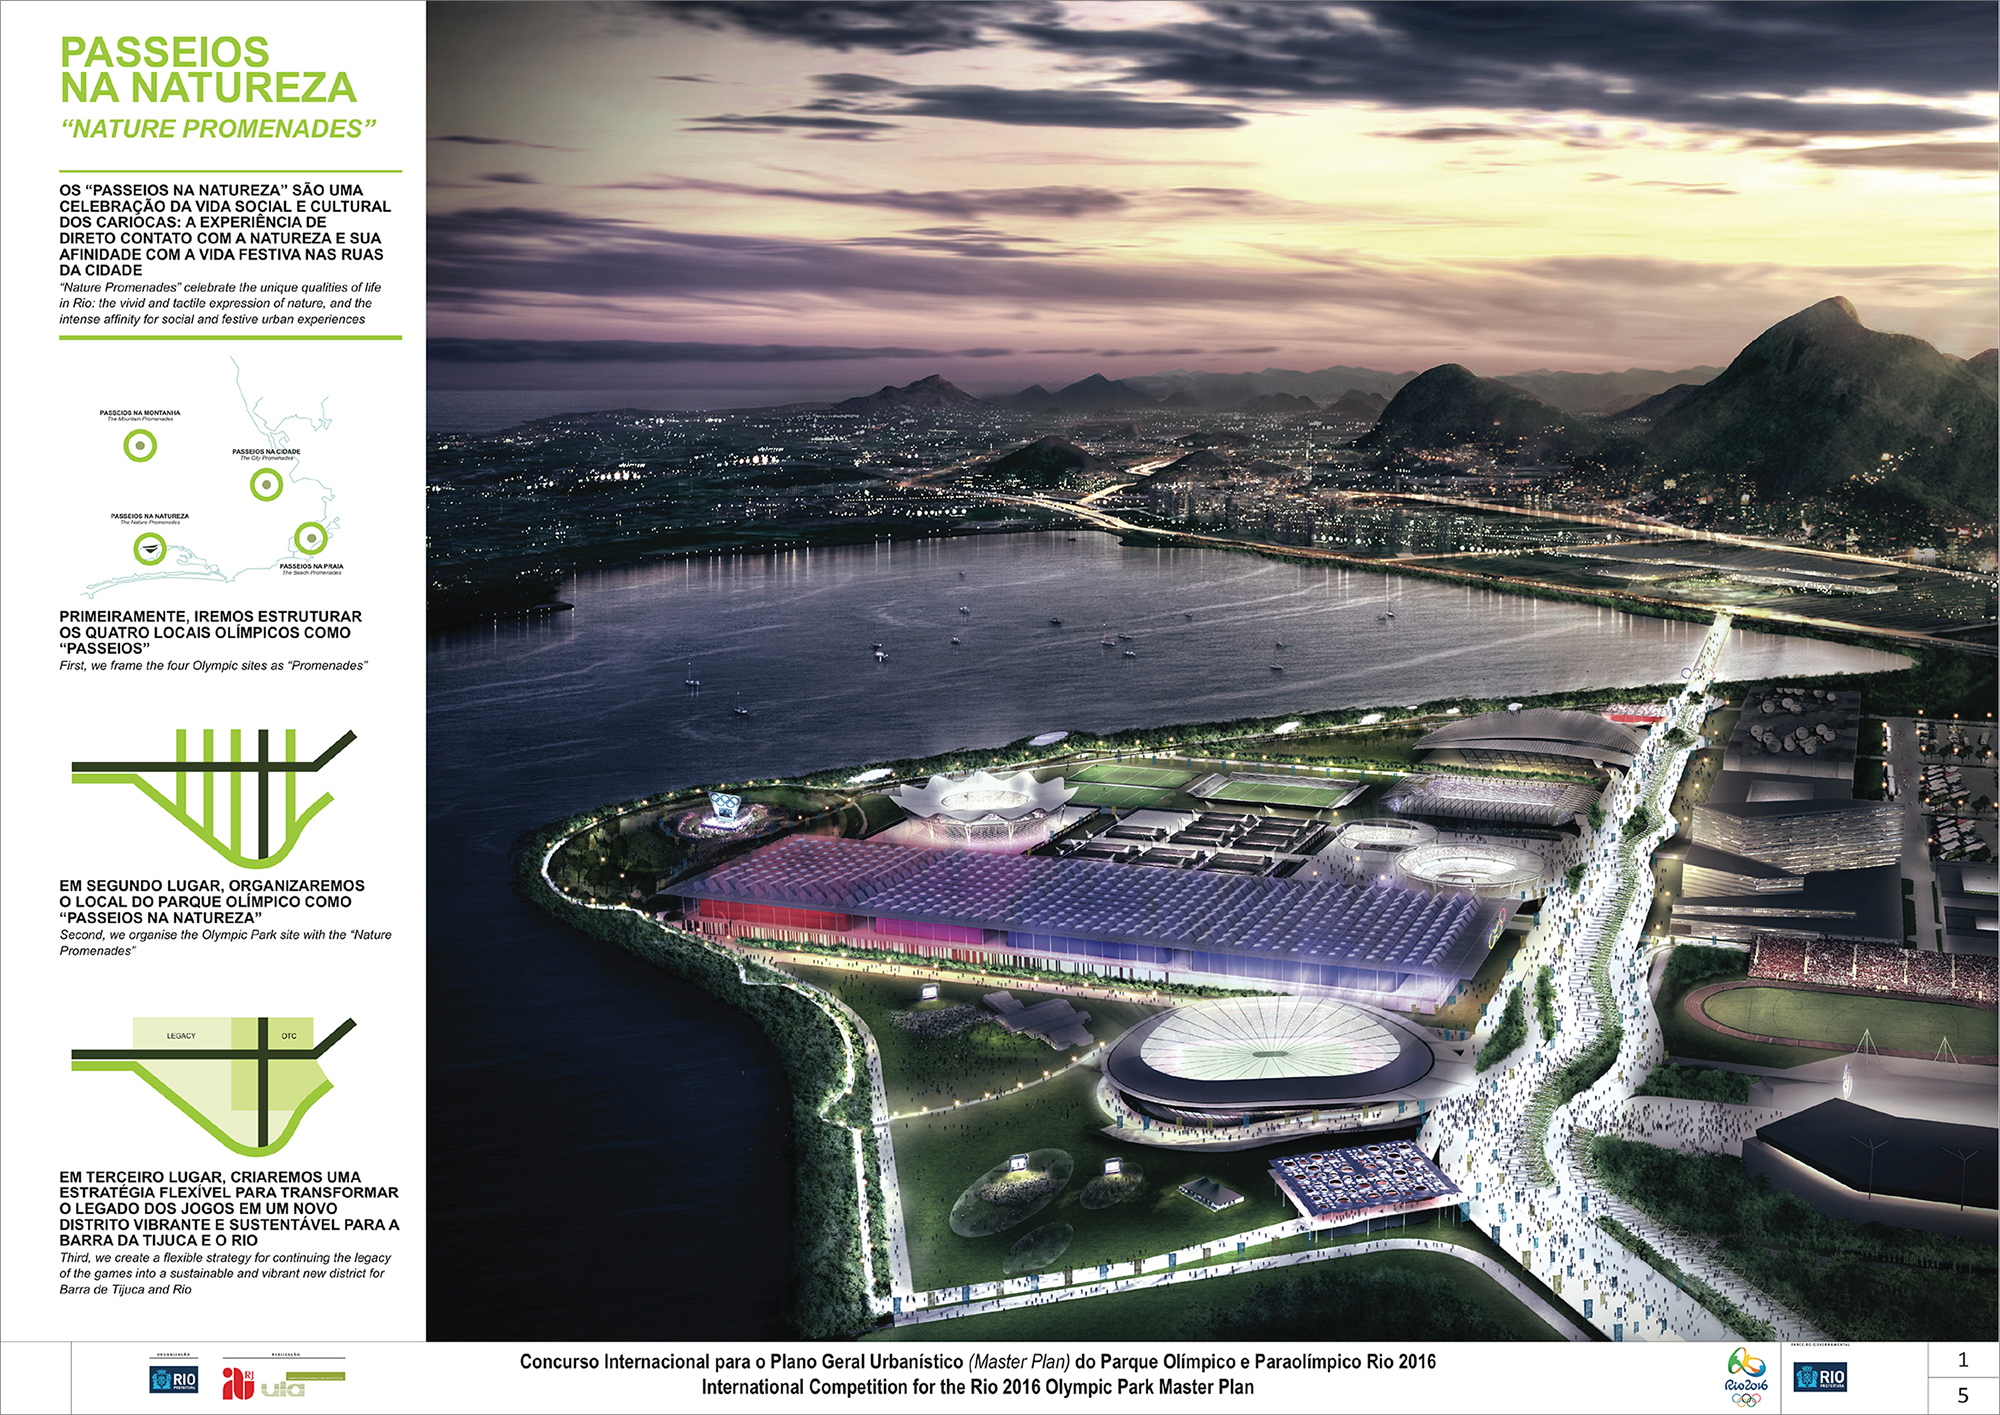 PASSEIOS
NA NATUREZA
“NATURE PROMENADES”
OS “PASSEIOS NA NATUREZA” SÃO UMA
CELEBRAÇÃO DA VIDA SOCIAL E CULTURAL
DOS CARIOCAS: A EXPERIÊNCIA DE
DIRETO CONTATO COM A NATUREZA E SUA
AFINIDADE COM A VIDA FESTIVA NAS RUAS
DA CIDADE
“Nature Promenades” celebrate the unique qualities of life
in Rio: the vivid and tactile expression of nature, and the
intense affinity for social and festive urban experiences
PASSEIOS NA MONTANHA
The Mountain Promenades
PASSEIOS NA CIDADE
The City Promenades
PASSEIOS NA NATUREZA
The Nature Promenades
PASSEIOS NA PRAIA
The Beach Promenades
PRIMEIRAMENTE, IREMOS ESTRUTURAR
OS QUATRO LOCAIS OLÍMPICOS COMO
“PASSEIOS”
First, we frame the four Olympic sites as “Promenades”
EM SEGUNDO LUGAR, ORGANIZAREMOS
O LOCAL DO PARQUE OLÍMPICO COMO
“PASSEIOS NA NATUREZA”
Second, we organise the Olympic Park site with the “Nature
Promenades”
LEGACY
OTC
EM TERCEIRO LUGAR, CRIAREMOS UMA
ESTRATÉGIA FLEXÍVEL PARA TRANSFORMAR
O LEGADO DOS JOGOS EM UM NOVO
DISTRITO VIBRANTE E SUSTENTÁVEL PARA A
BARRA DA TIJUCA E O RIO
Third, we create a flexible strategy for continuing the legacy
of the games into a sustainable and vibrant new district for
Barra de Tijuca and Rio
ORGANIZAÇÃO
RIO
PREFEITURA
REALIZAÇÃO
RJ
Concurso Internacional para o Plano Geral Urbanístico (Master Plan) do Parque Olímpico e Paraolímpico Rio 2016
International Competition for the Rio 2016 Olympic Park Master Plan
Rio2016
PARCEIRO GOVERNAMENTAL
RIO
PREFEITURA
1
5